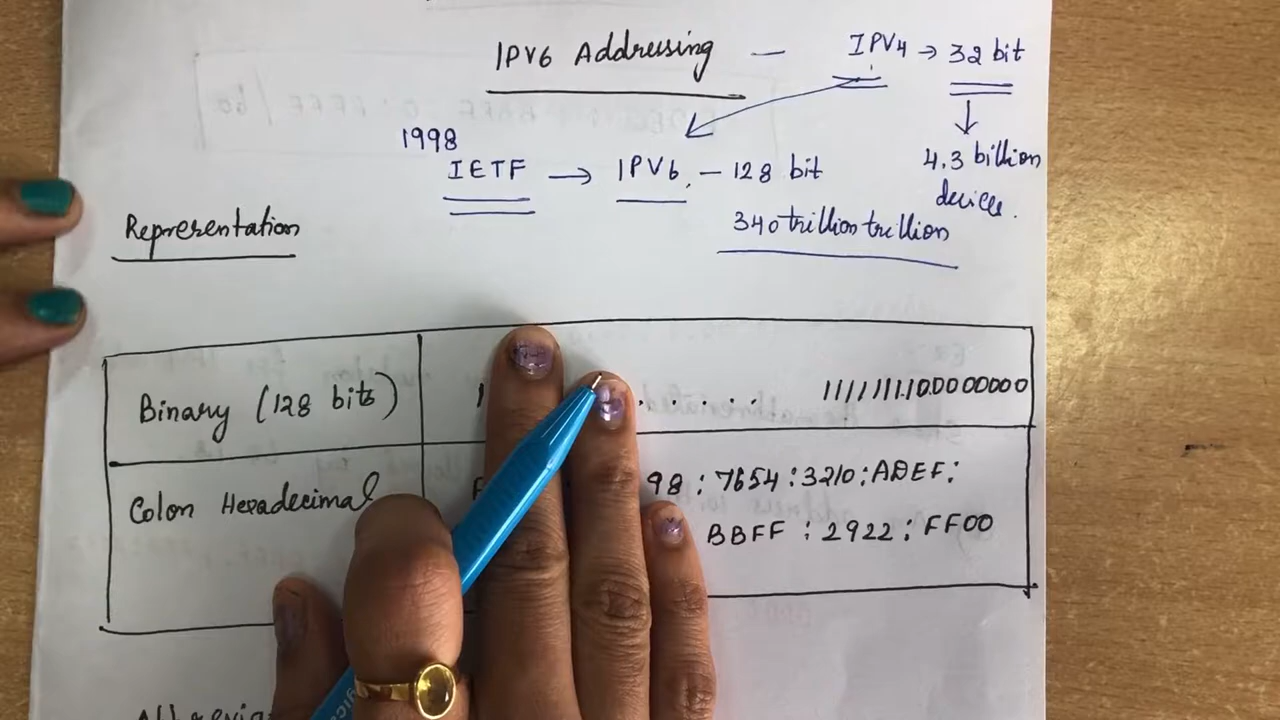 IPV6 Addressing — IPV4 → 32 bit
1998
IETF → IPV6 - 128 bit
4.3 billion
devices.
340 trillion trillion
Representation
Binary (128 bits) 1 . . . . 1111111100000000
Colon Hexadecimal 98 : 7654 : 3210 : ADEF :
BBFF : 2922 : FF00